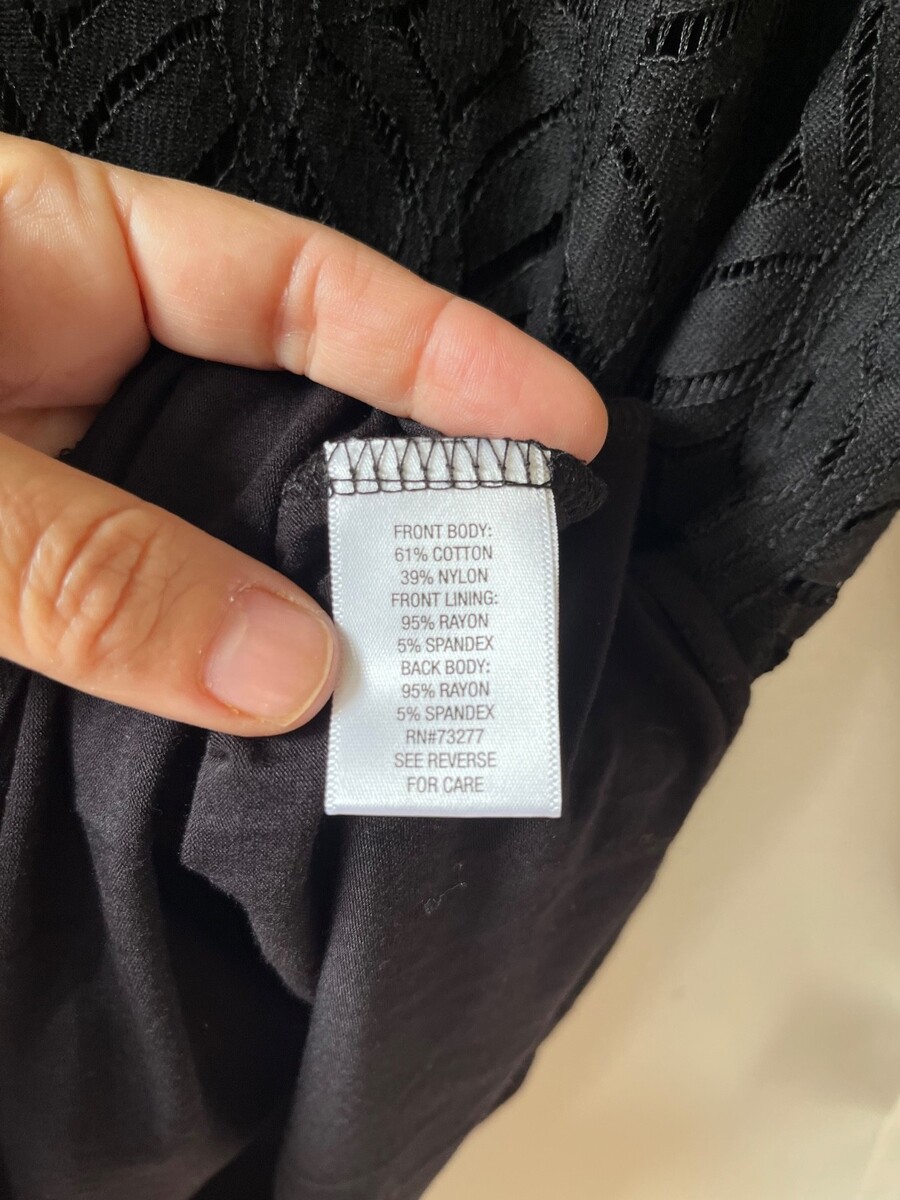 FRONT BODY:
61% COTTON
39% NYLON
FRONT LINING:
95% RAYON
5% SPANDEX
BACK BODY:
95% RAYON
5% SPANDEX
RN#73277
SEE REVERSE
FOR CARE